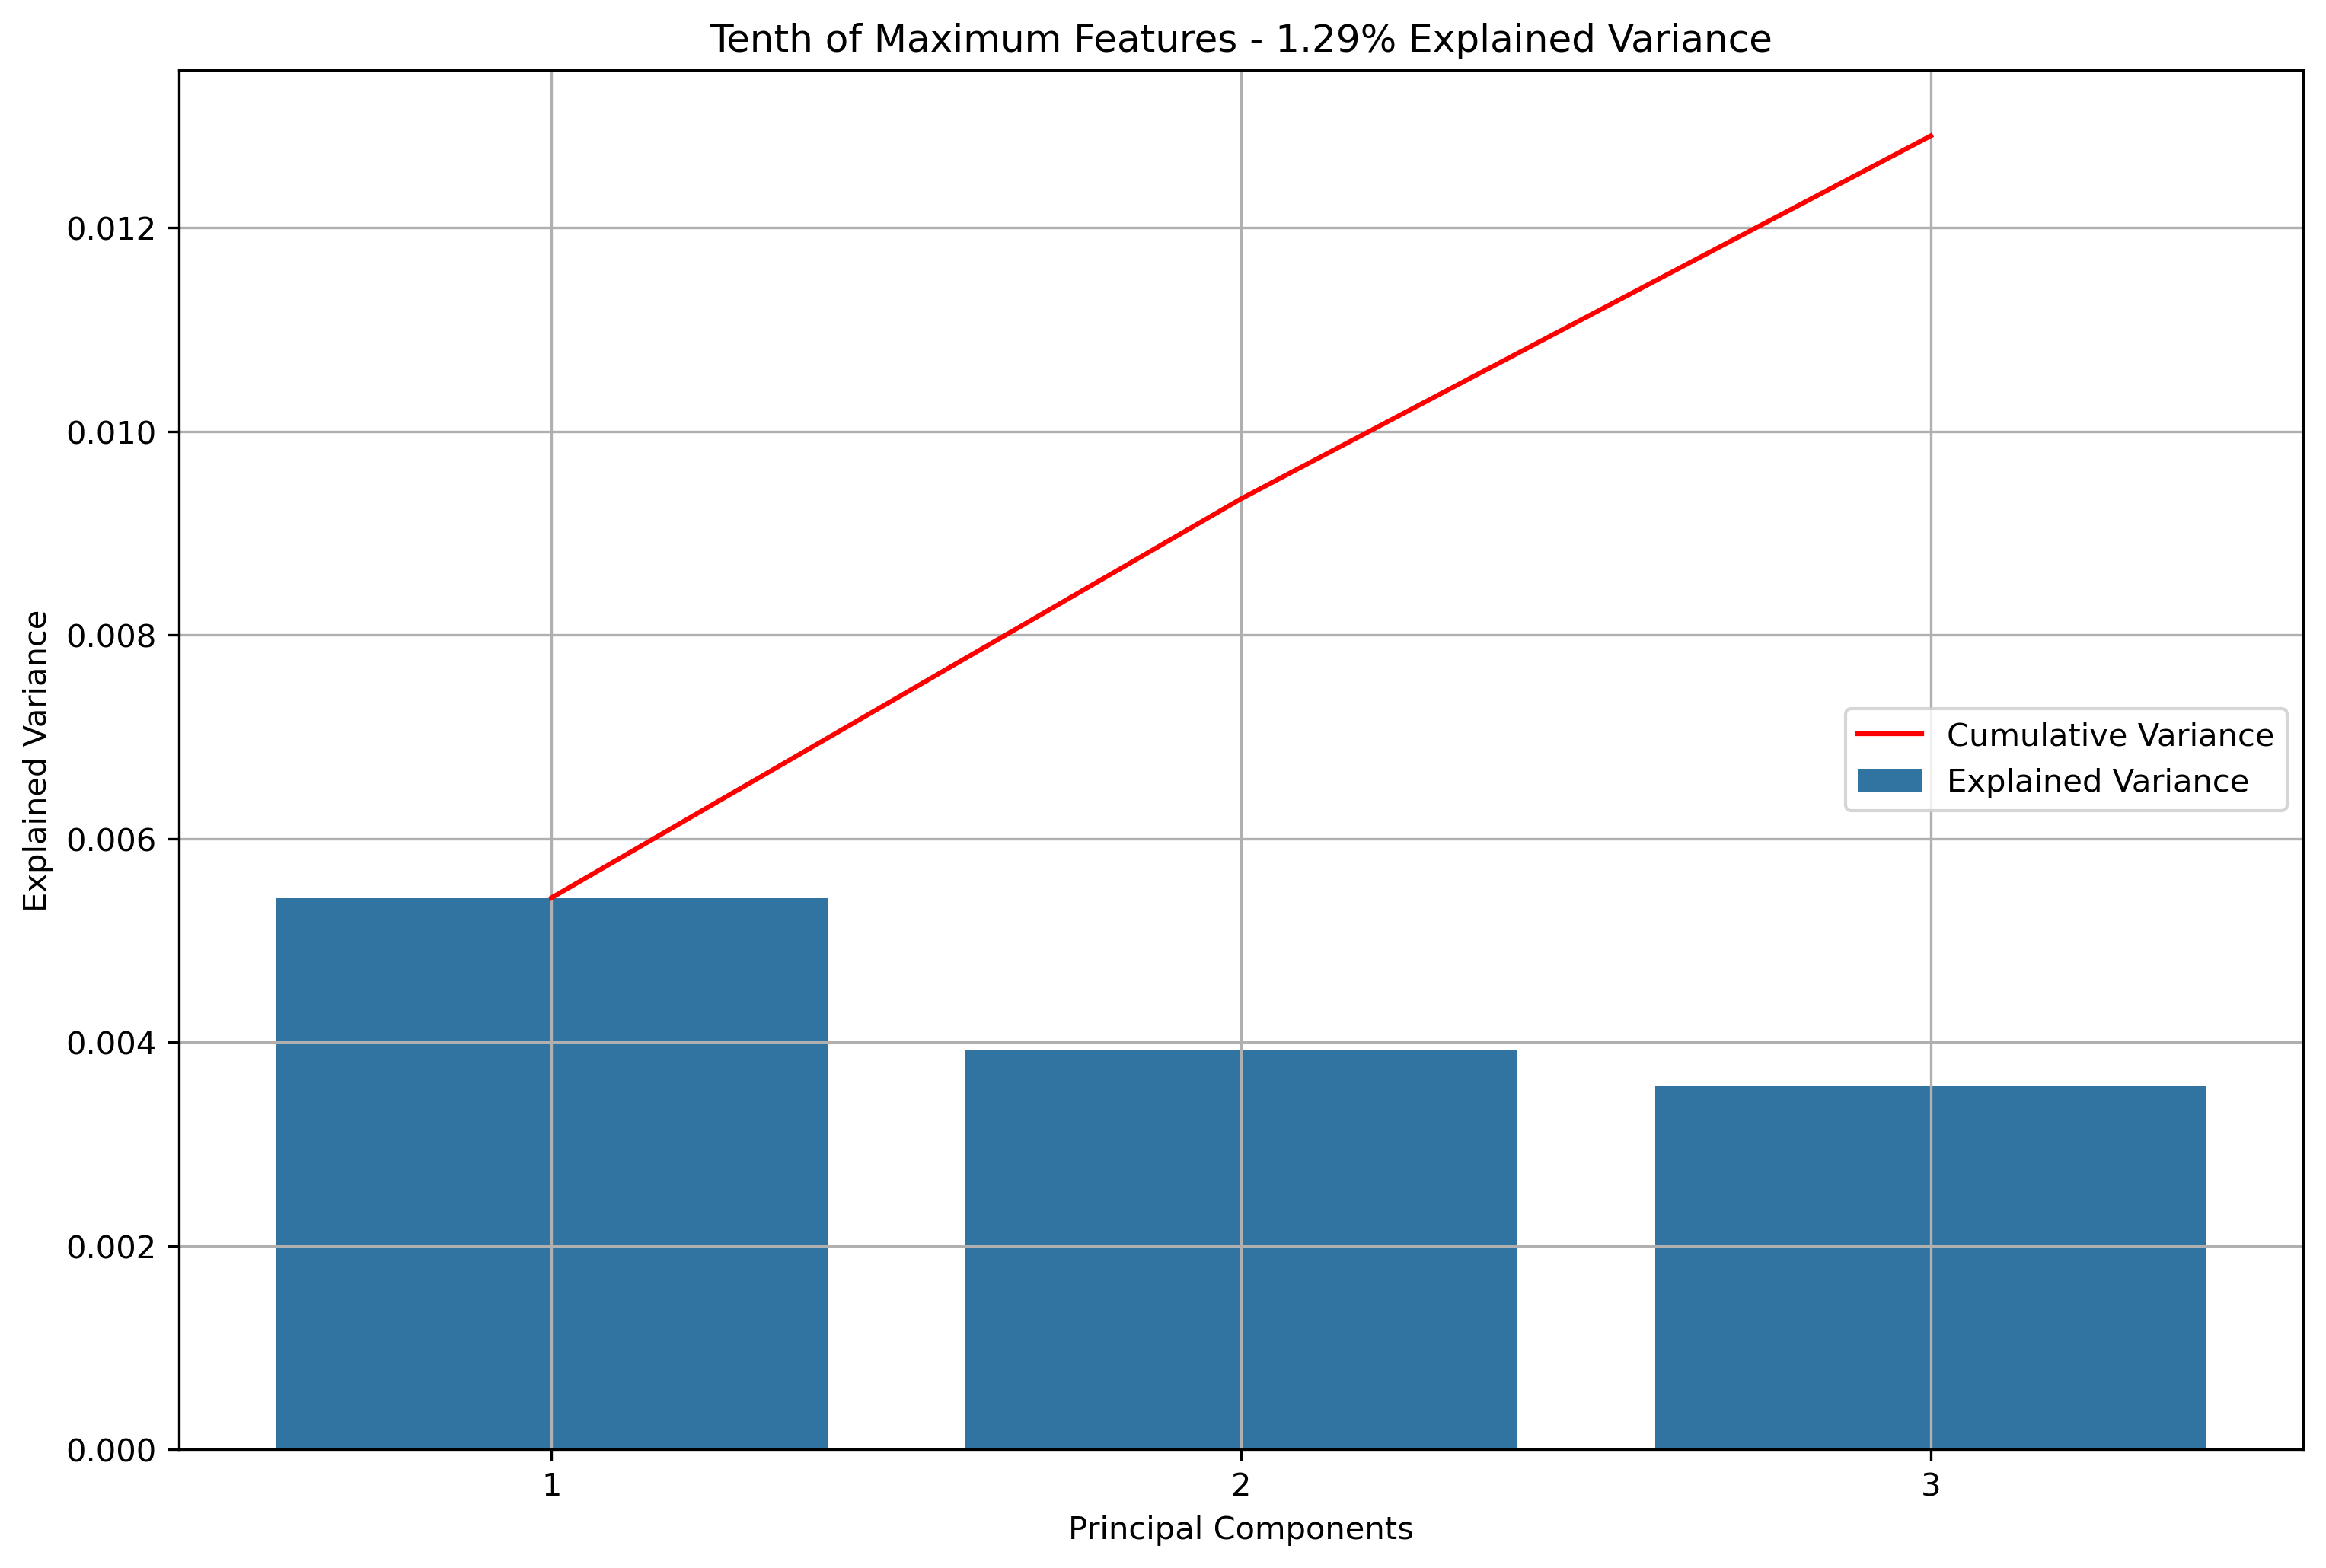 Tenth of Maximum Features - 1.29% Explained Variance
0.012
0.010
0.008
0.006
0.004
0.002
0.000
Explained Variance
Cumulative Variance
Explained Variance
1 2 3
Principal Components